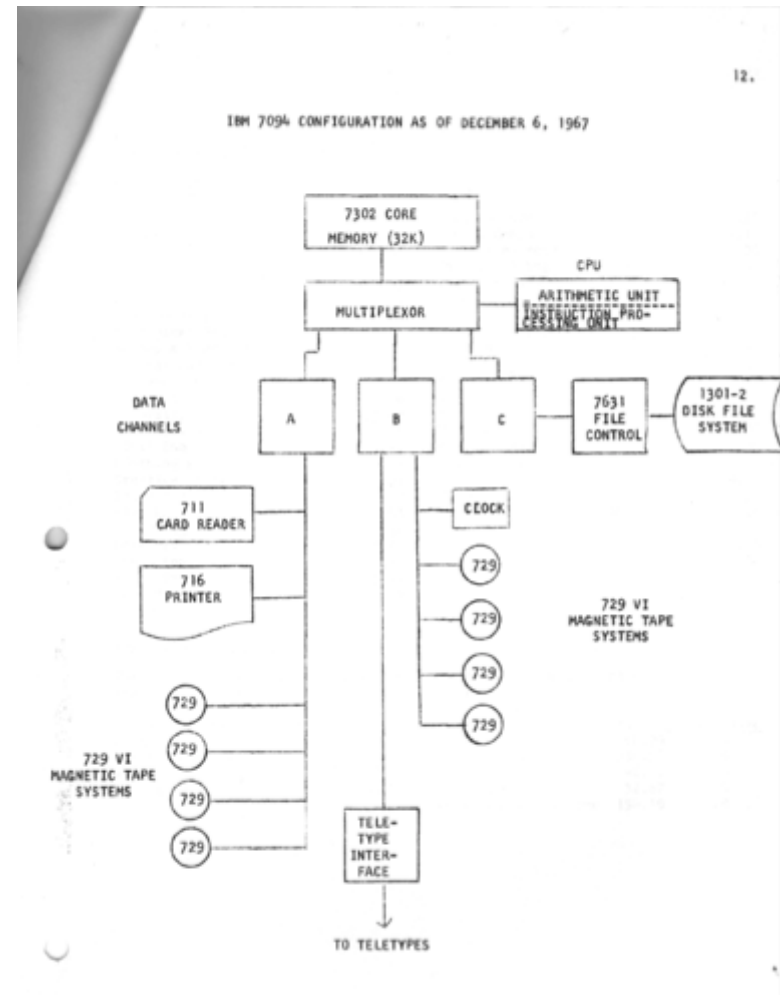 12.
IBM 7094 CONFIGURATION AS OF DECEMBER 6, 1967
7302 CORE
MEMORY (32K)
CPU
MULTIPLEXOR
ARITHMETIC UNIT
INSTRUCTION PRO-
CESSING UNIT
DATA
CHANNELS
A
B
C
7631
FILE
CONTROL
1301-2
DISK FILE
SYSTEM
711
CARD READER
CLOCK
716
PRINTER
729
729
729
729
729 VI
MAGNETIC TAPE
SYSTEMS
729
729
729
729
729 VI
MAGNETIC TAPE
SYSTEMS
TELE-
TYPE
INTER-
FACE
TO TELETYPES